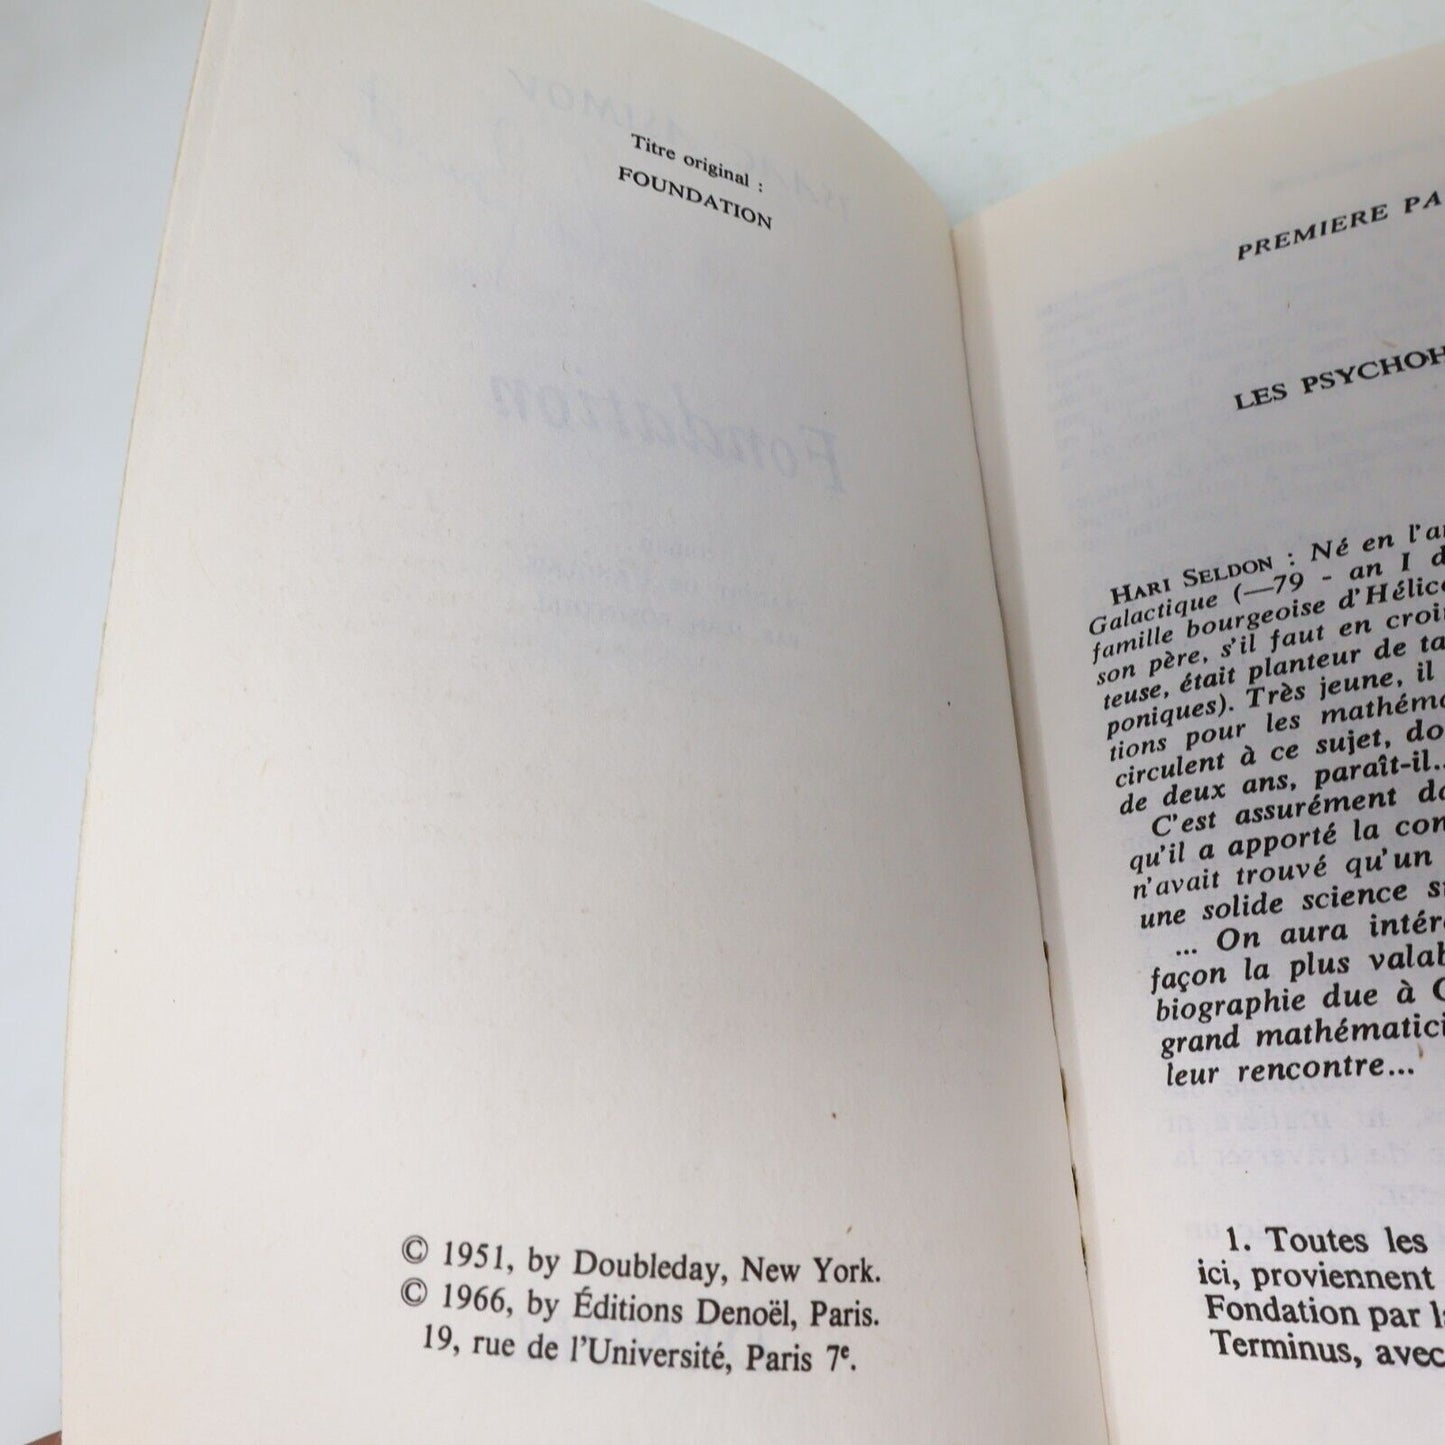 Titre original :
FOUNDATION
© 1951, by Doubleday, New York.
© 1966, by Éditions Denoël, Paris.
19, rue de l'Université, Paris 7e.
PREMIERE PA
LES PSYCHOH
HARI SELDON : Né en l'a
Galactique (—79 - an I d
famille bourgeoise d'Hélic
son père, s'il faut en croi
teuse, était planteur de ta
poniques). Très jeune, il
tions pour les mathém
circulent à ce sujet, do
de deux ans, paraît-il..
C'est assurément da
qu'il a apporté la con
n'avait trouvé qu'un
une solide science s
... On aura intér
façon la plus valab
biographie due à G
grand mathématici
leur rencontre...
1. Toutes les
ici, proviennent
Fondation par l
Terminus, avec
Fondation